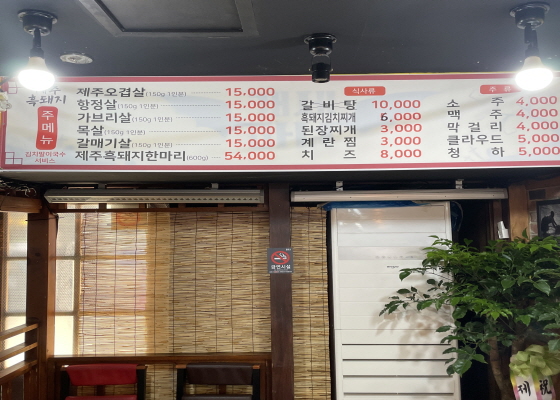 흑돼지
주메뉴
김치말이국수
서비스
제주오겹살(150g 1인분) 15,000
항정살(150g 1인분) 15,000
가브리살(150g 1인분) 15,000
목살(150g 1인분) 15,000
갈매기살(150g 1인분) 15,000
제주흑돼지한마리(600g) 54,000
식사류
갈비탕 10,000
흑돼지김치찌개 6,000
된장찌개 3,000
계란찜 3,000
치즈 8,000
주류
소주 4,000
맥주 4,000
막걸리 4,000
클라우드 5,000
청하 5,000
금연시설
祝